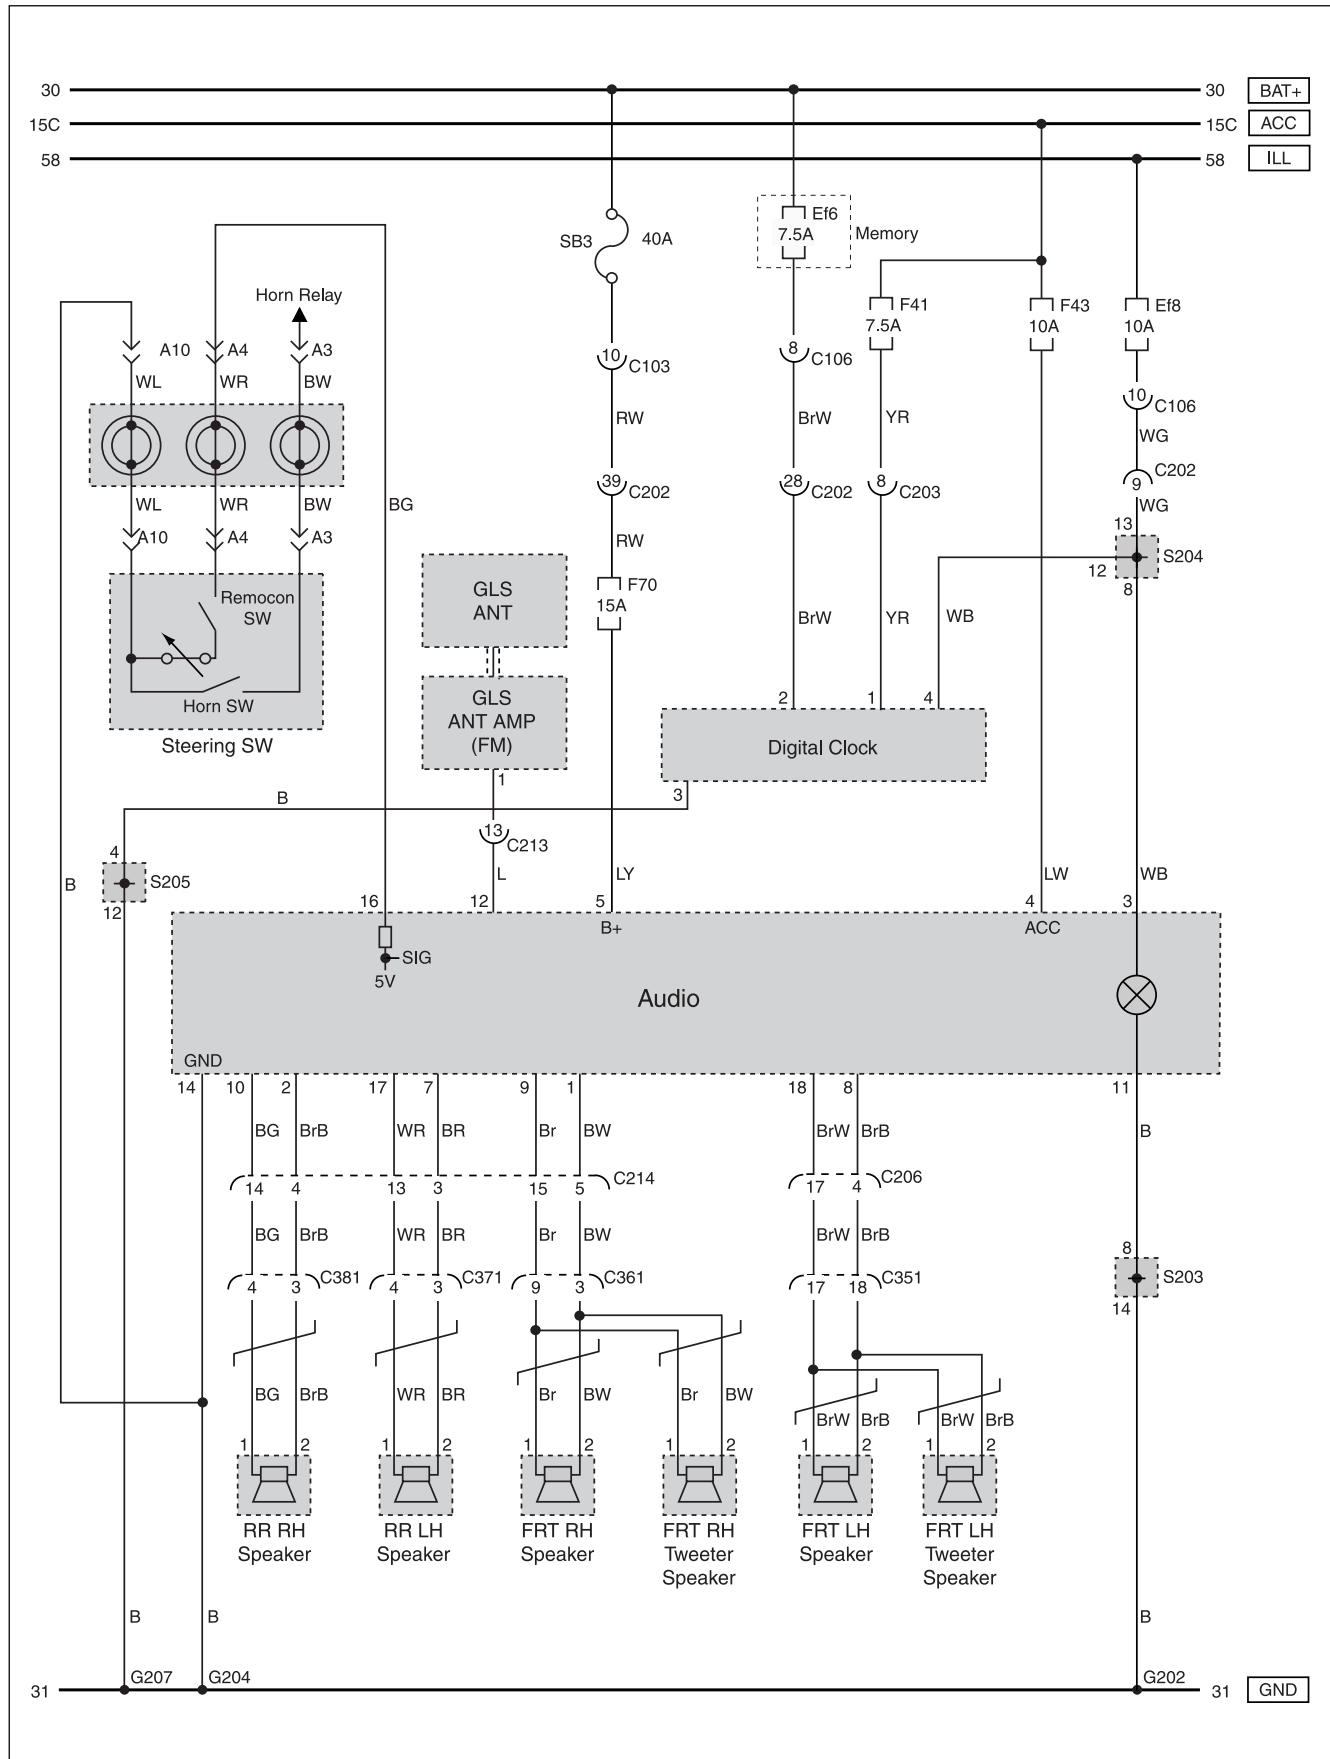 30 30 BAT+
15C 15C ACC
58 58 ILL
Ef6
7.5A
Memory
SB3 40A
Horn Relay
F41
7.5A
F43
10A
Ef8
10A
A10 A4 A3
8 C106
10 C103
WL WR BW
10 C106
RW BrW YR WG
C202
9
39 C202 28 C202 8 C203
WL WR BW BG WG
13
A10 A4 A3 RW
S204
12
8
GLS
ANT
F70
15A
Remocon
SW
BrW YR WB
Horn SW
Steering SW
GLS
ANT AMP
(FM)
2 1 4
Digital Clock
1
B 3
13 C213
4
S205
12
B L LY LW WB
16 12 5 4 3
B+ ACC
SIG
5V
Audio
GND
14 10 2 17 7 9 1 18 8 11
BG BrB WR BR Br BW BrW BrB B
14 4 13 3 15 5 C214 17 4 C206
BG BrB WR BR Br BW BrW BrB
8
S203
14
4 3 C381 4 3 C371 9 3 C361 17 18 C351
BG BrB WR BR Br BW Br BW BrW BrB BrW BrB
1 2 1 2 1 2 1 2 1 2 1 2
RR RH
Speaker
RR LH
Speaker
FRT RH
Speaker
FRT RH
Tweeter
Speaker
FRT LH
Speaker
FRT LH
Tweeter
Speaker
B B B
G207 G204 G202
31 31 GND